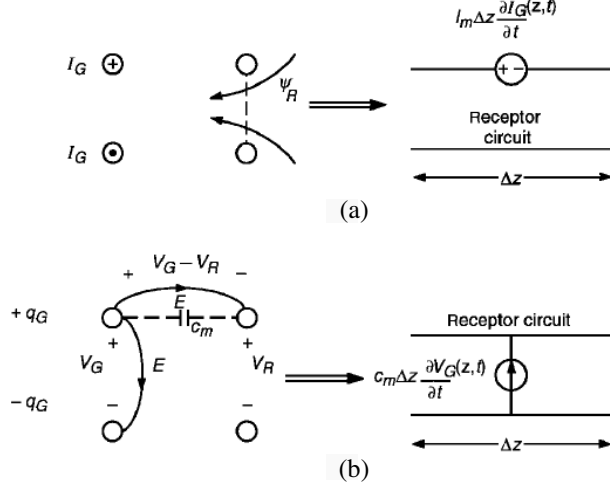 l_m Δz ∂I_G(z,t)/∂t
I_G
+ −
ψ_R
I_G
Receptor
circuit
Δz
(a)
V_G − V_R
+ −
E
+ q_G
c_m
+ +
V_G
E
V_R
− q_G
− −
Receptor circuit
c_m Δz ∂V_G(z,t)/∂t
Δz
(b)